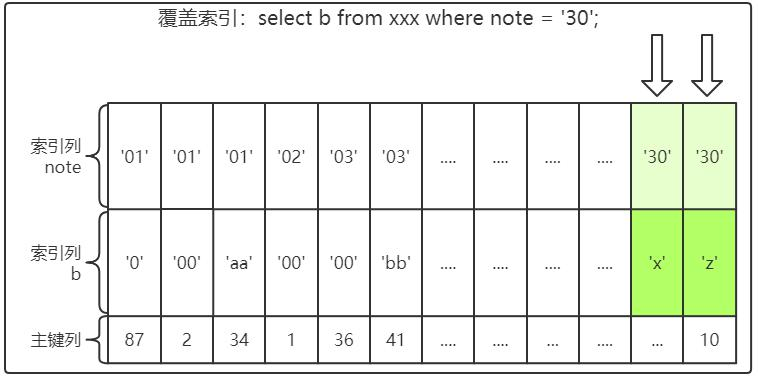 覆盖索引：select b from xxx where note = '30';
索引列 note
'01' '01' '01' '02' '03' '03' .... .... .... .... '30' '30'
索引列 b
'0' '00' 'aa' '00' '00' 'bb' .... .... .... .... 'x' 'z'
主键列 87 2 34 1 36 41 .... .... ... .... ... 10